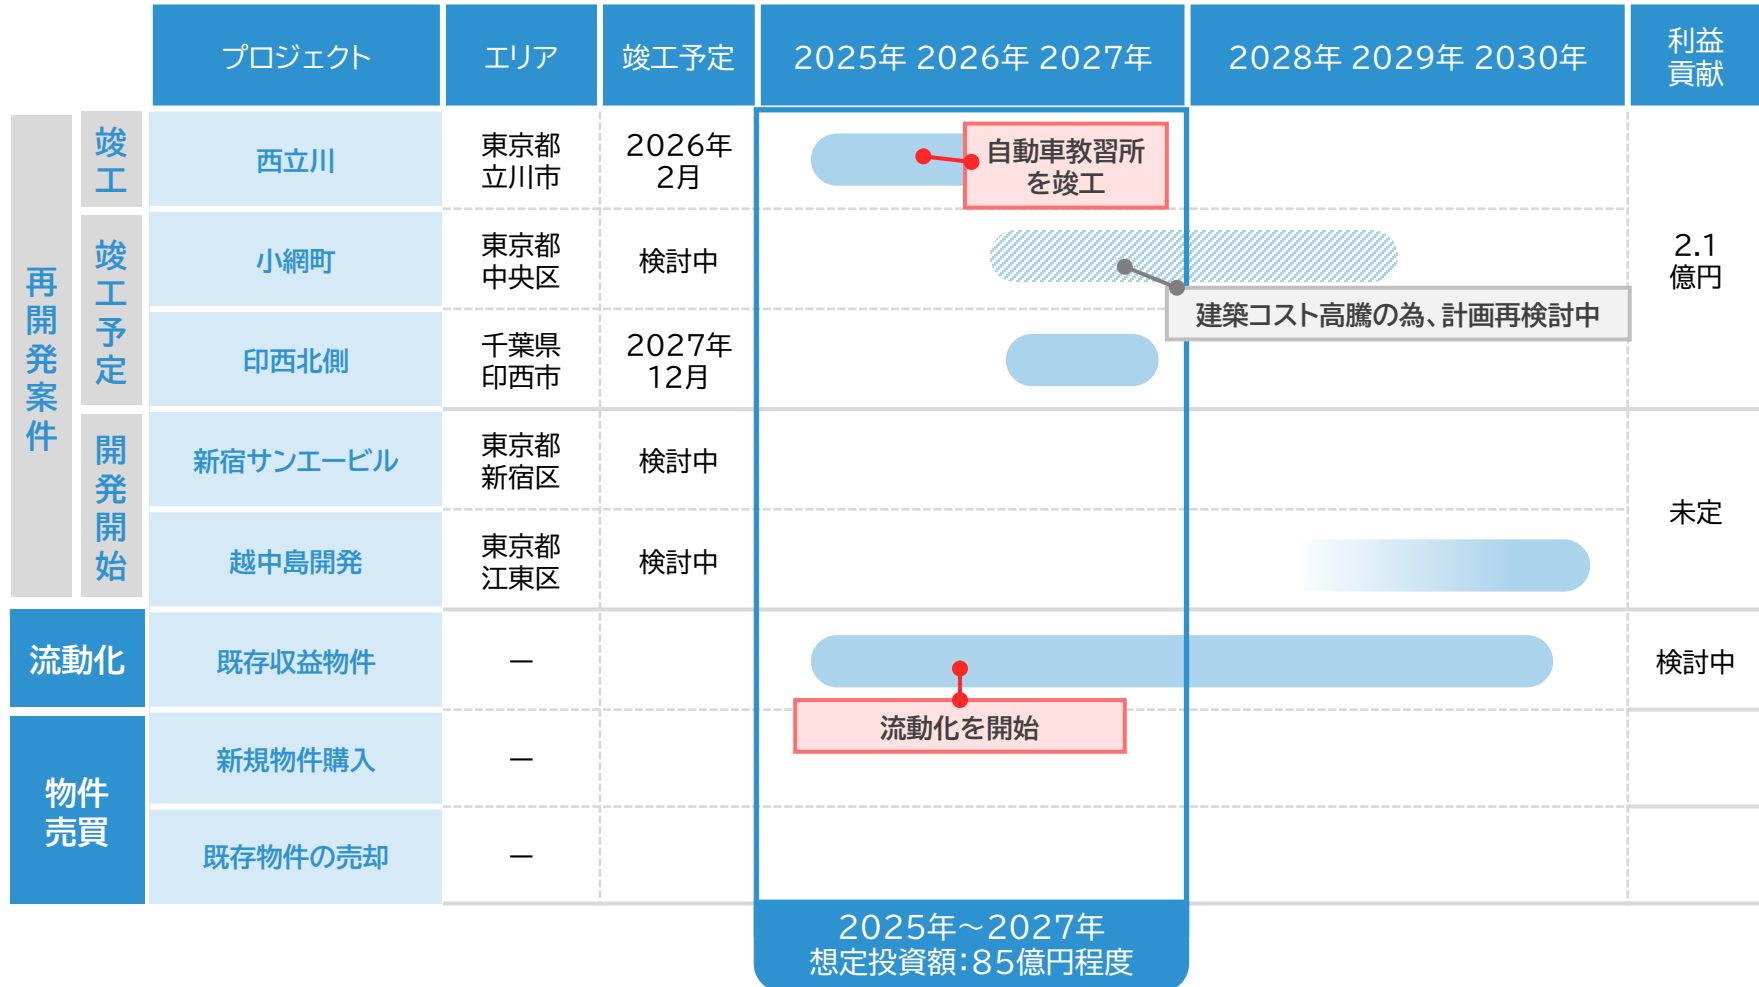 プロジェクト
エリア
竣工予定
2025年 2026年 2027年
2028年 2029年 2030年
利益
貢献
再開発案件
竣工
西立川
東京都
立川市
2026年
2月
自動車教習所
を竣工
竣工予定
小網町
東京都
中央区
検討中
建築コスト高騰の為、計画再検討中
2.1
億円
印西北側
千葉県
印西市
2027年
12月
開発開始
新宿サンエービル
東京都
新宿区
検討中
未定
越中島開発
東京都
江東区
検討中
流動化
既存収益物件
－
流動化を開始
検討中
物件
売買
新規物件購入
－
既存物件の売却
－
2025年～2027年
想定投資額：85億円程度